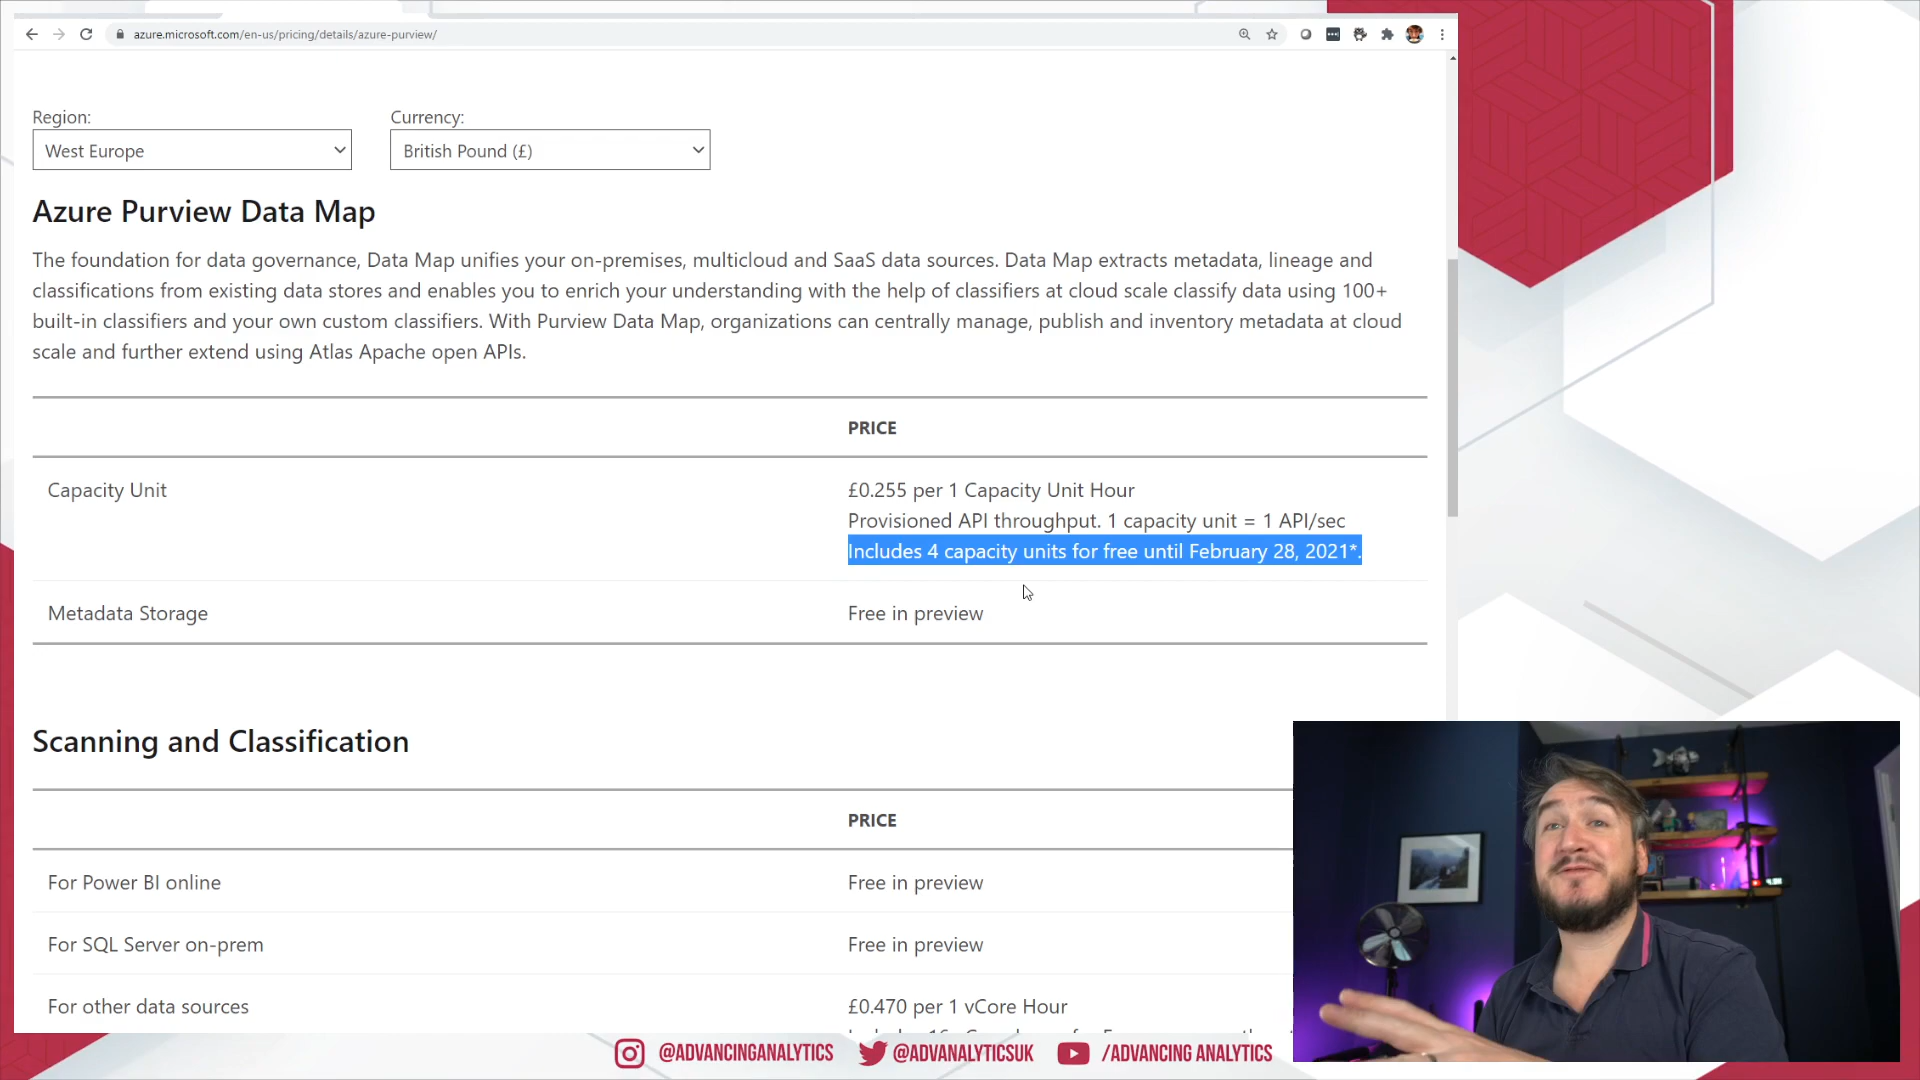 azure.microsoft.com/en-us/pricing/details/azure-purview/
Region:
Currency:
West Europe
British Pound (£)
Azure Purview Data Map
The foundation for data governance, Data Map unifies your on-premises, multicloud and SaaS data sources. Data Map extracts metadata, lineage and
classifications from existing data stores and enables you to enrich your understanding with the help of classifiers at cloud scale classify data using 100+
built-in classifiers and your own custom classifiers. With Purview Data Map, organizations can centrally manage, publish and inventory metadata at cloud
scale and further extend using Atlas Apache open APIs.
PRICE
Capacity Unit
£0.255 per 1 Capacity Unit Hour
Provisioned API throughput. 1 capacity unit = 1 API/sec
Includes 4 capacity units for free until February 28, 2021*.
Metadata Storage
Free in preview
Scanning and Classification
PRICE
For Power BI online
Free in preview
For SQL Server on-prem
Free in preview
For other data sources
£0.470 per 1 vCore Hour
@ADVANCINGANALYTICS
@ADVANALYTICSUK
/ADVANCING ANALYTICS